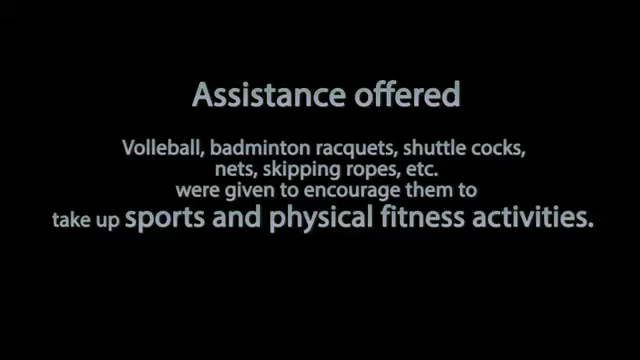 Assistance offered
Volleball, badminton racquets, shuttle cocks,
nets, skipping ropes, etc.
were given to encourage them to
take up sports and physical fitness activities.